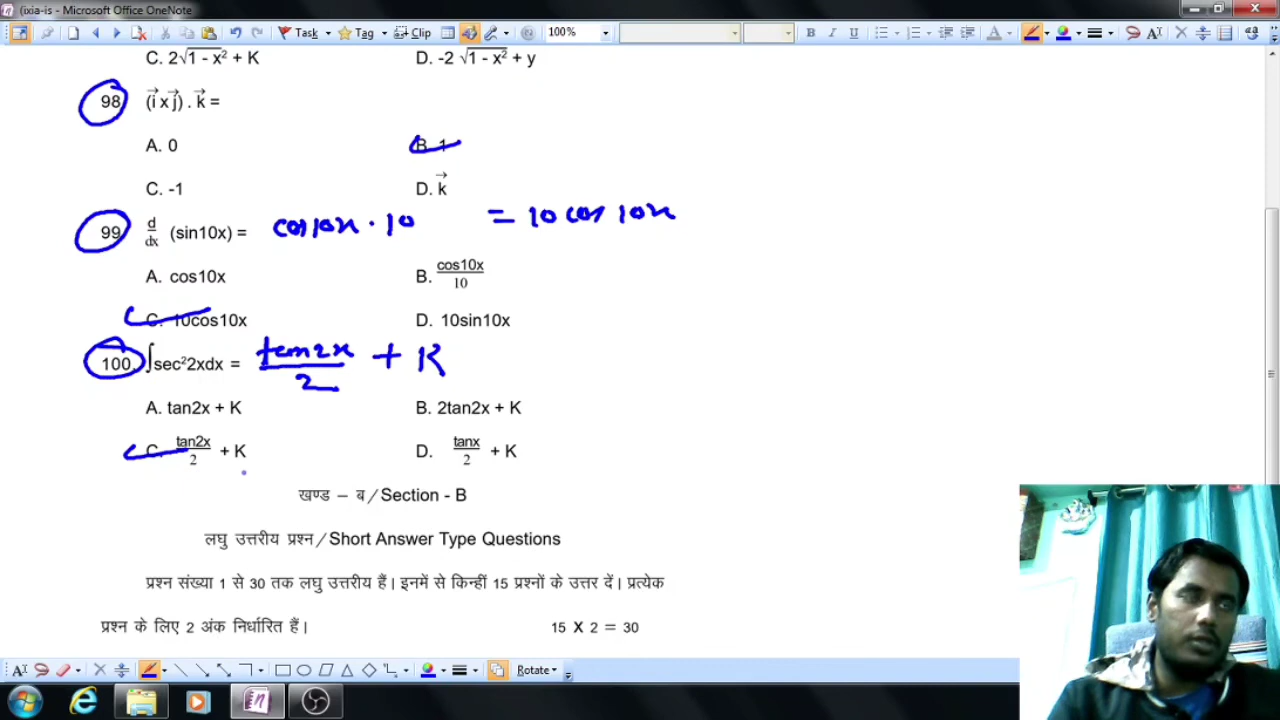 (ixia-is - Microsoft Office OneNote
Task Tag Clip 100% B I U A
C. 2√1 - x² + K D. -2 √1 - x² + y
98 (i⃗ x j⃗) . k⃗ =
A. 0 B. 1
C. -1 D. k⃗
99. d/dx (sin10x) = cos10x · 10 = 10 cos 10x
A. cos10x B. cos10x/10
C. 10cos10x D. 10sin10x
100. ∫sec²2xdx = tan2x/2 + K
A. tan2x + K B. 2tan2x + K
C. tan2x/2 + K D. tanx/2 + K
खण्ड – ब/Section - B
लघु उत्तरीय प्रश्न/Short Answer Type Questions
प्रश्न संख्या 1 से 30 तक लघु उत्तरीय हैं। इनमें से किन्हीं 15 प्रश्नों के उत्तर दें। प्रत्येक
प्रश्न के लिए 2 अंक निर्धारित हैं। 15 X 2 = 30
Rotate